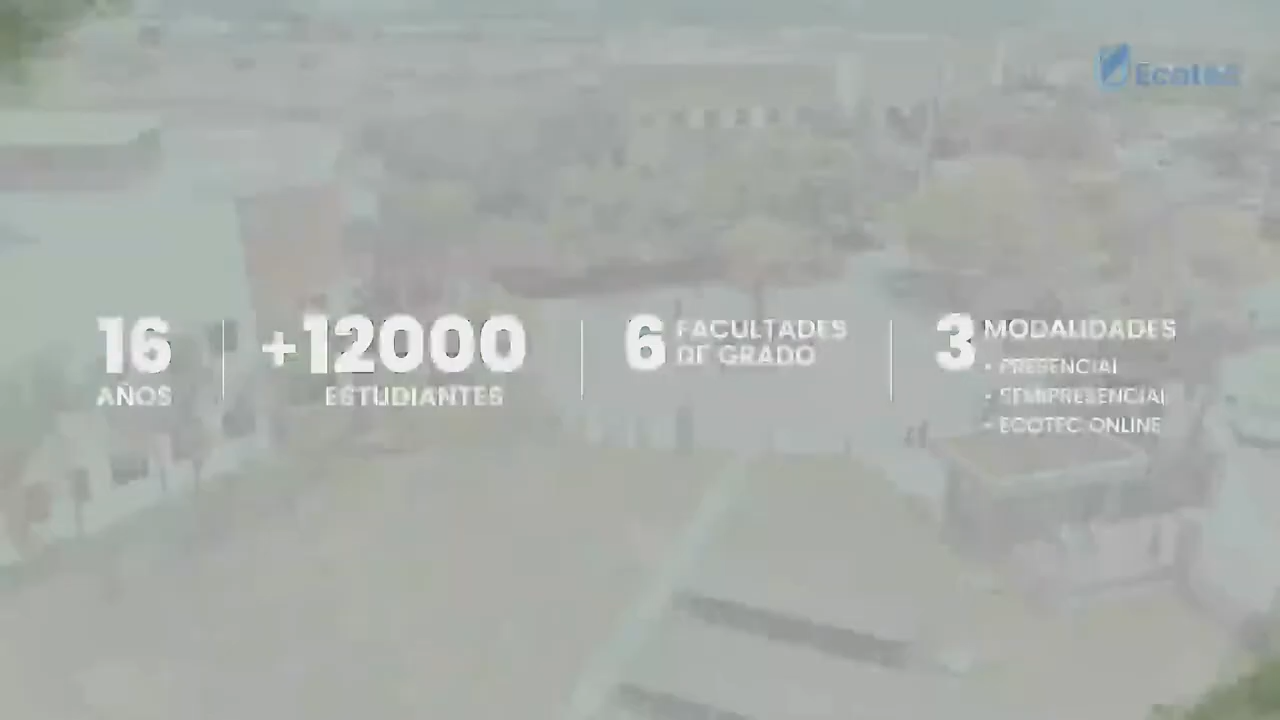 Ecotec
16
AÑOS
+12000
ESTUDIANTES
6 FACULTADES
DE GRADO
3 MODALIDADES
• PRESENCIAL
• SEMIPRESENCIAL
• ECOTEC ONLINE